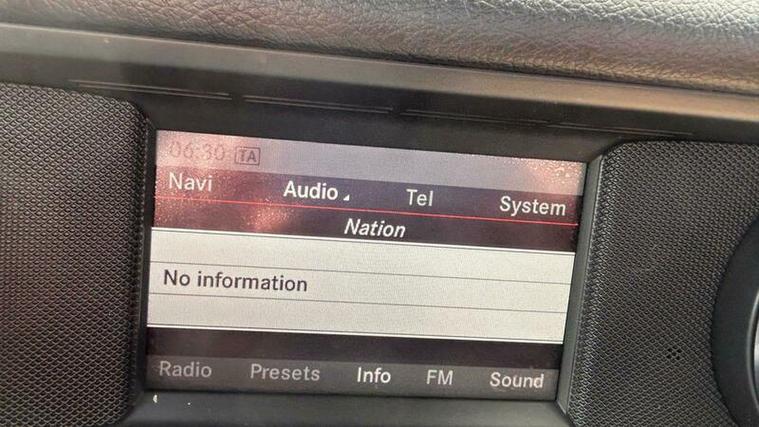 06:30 TA
Navi Audio Tel System
Nation
No information
Radio Presets Info FM Sound